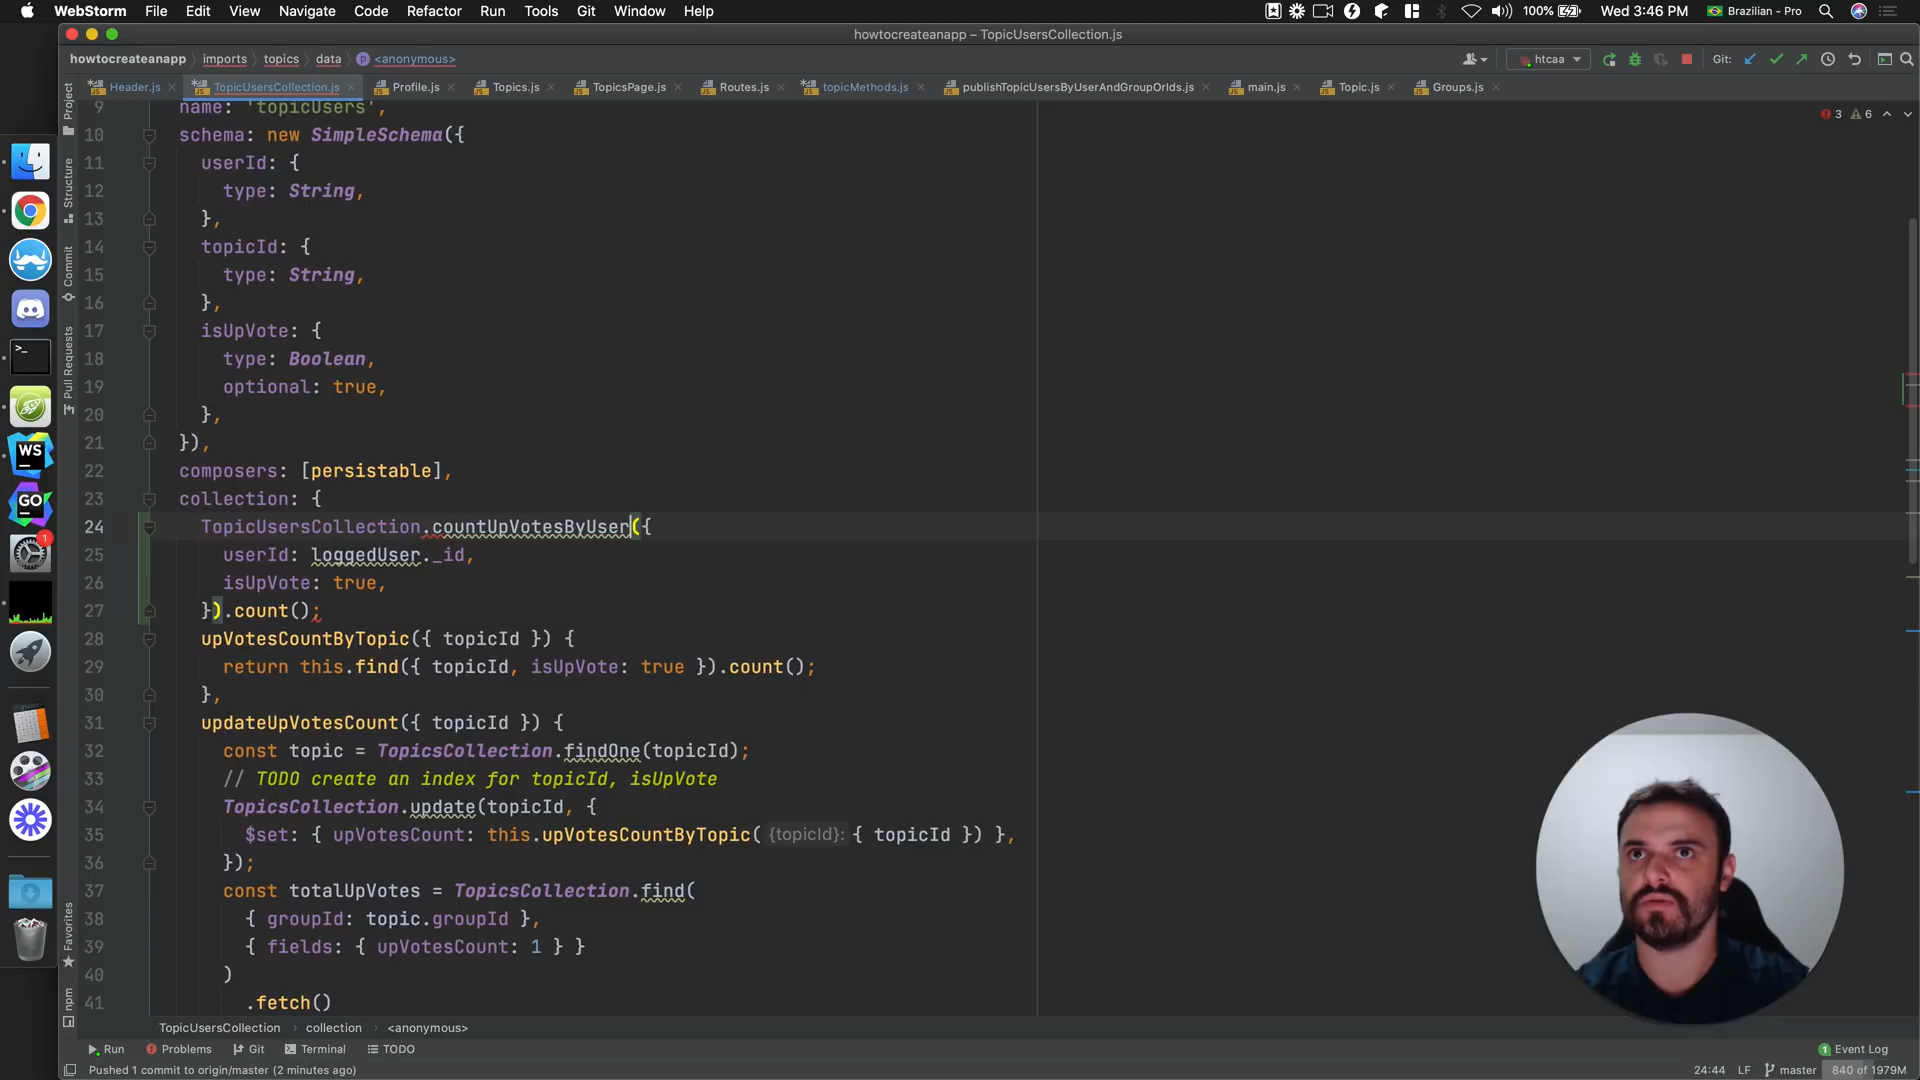 WebStorm File Edit View Navigate Code Refactor Run Tools Git Window Help 100% Wed 3:46 PM Brazilian - Pro
howtocreateanapp – TopicUsersCollection.js
howtocreateanapp imports topics data <anonymous> htcaa Git:
Header.js TopicUsersCollection.js Profile.js Topics.js TopicsPage.js Routes.js topicMethods.js publishTopicUsersByUserAndGroupOrIds.js main.js Topic.js Groups.js
3 6
9 name: 'topicUsers',
10 schema: new SimpleSchema({
11 userId: {
12 type: String,
13 },
14 topicId: {
15 type: String,
16 },
17 isUpVote: {
18 type: Boolean,
19 optional: true,
20 },
21 }),
22 composers: [persistable],
23 collection: {
24 TopicUsersCollection.countUpVotesByUser({
25 userId: loggedUser._id,
26 isUpVote: true,
27 }).count();
28 upVotesCountByTopic({ topicId }) {
29 return this.find({ topicId, isUpVote: true }).count();
30 },
31 updateUpVotesCount({ topicId }) {
32 const topic = TopicsCollection.findOne(topicId);
33 // TODO create an index for topicId, isUpVote
34 TopicsCollection.update(topicId, {
35 $set: { upVotesCount: this.upVotesCountByTopic( {topicId}: { topicId }) },
36 });
37 const totalUpVotes = TopicsCollection.find(
38 { groupId: topic.groupId },
39 { fields: { upVotesCount: 1 } }
40 )
41 .fetch()
Project
Structure
Commit
Pull Requests
Favorites
npm
WS
GO
1
TopicUsersCollection collection <anonymous>
Run Problems Git Terminal TODO 1 Event Log
Pushed 1 commit to origin/master (2 minutes ago) 24:44 LF master 840 of 1979M